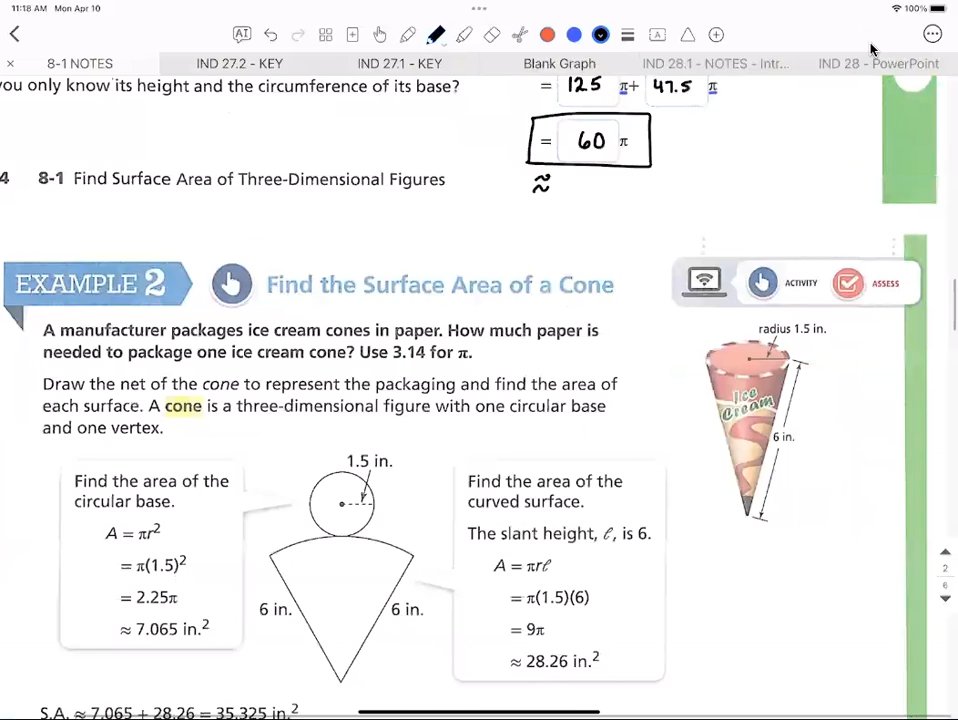 11:18 AM Mon Apr 10
100%
AI
A
8-1 NOTES
IND 27.2 - KEY
IND 27.1 - KEY
Blank Graph
IND 28.1 - NOTES - Intr...
IND 28 - PowerPoint
you only know its height and the circumference of its base?
= 12.5 π + 47.5 π
= 60 π
≈
4 8-1 Find Surface Area of Three-Dimensional Figures
EXAMPLE 2 Find the Surface Area of a Cone
ACTIVITY
ASSESS
A manufacturer packages ice cream cones in paper. How much paper is
needed to package one ice cream cone? Use 3.14 for π.
Draw the net of the cone to represent the packaging and find the area of
each surface. A cone is a three-dimensional figure with one circular base
and one vertex.
radius 1.5 in.
Ice
Cream
6 in.
Find the area of the
circular base.
A = πr²
= π(1.5)²
= 2.25π
≈ 7.065 in.²
1.5 in.
6 in.
6 in.
Find the area of the
curved surface.
The slant height, ℓ, is 6.
A = πrℓ
= π(1.5)(6)
= 9π
≈ 28.26 in.²
2
6
S.A. ≈ 7.065 + 28.26 = 35.325 in.²